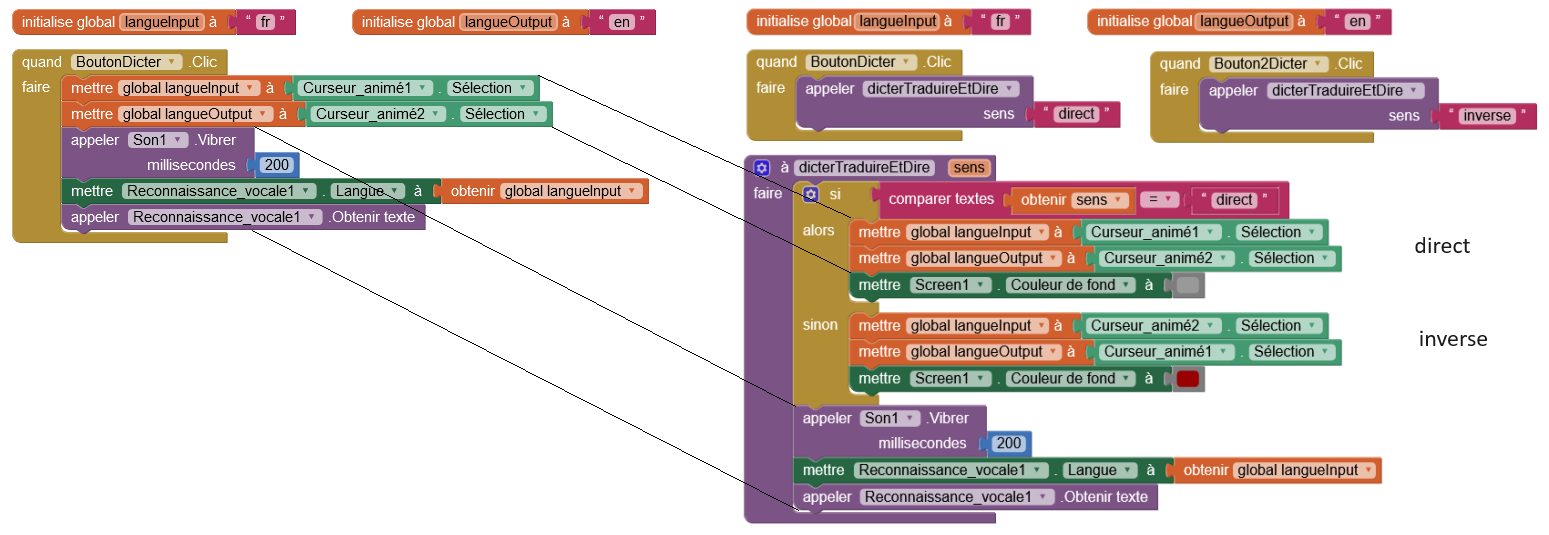 initialise global langueInput à “ fr ”
initialise global langueOutput à “ en ”
quand BoutonDicter .Clic
faire mettre global langueInput à Curseur_animé1 . Sélection
mettre global langueOutput à Curseur_animé2 . Sélection
appeler Son1 .Vibrer
millisecondes 200
mettre Reconnaissance_vocale1 . Langue à obtenir global langueInput
appeler Reconnaissance_vocale1 .Obtenir texte
initialise global langueInput à “ fr ”
initialise global langueOutput à “ en ”
quand BoutonDicter .Clic
faire appeler dicterTraduireEtDire
sens “ direct ”
quand Bouton2Dicter .Clic
faire appeler dicterTraduireEtDire
sens “ inverse ”
à dicterTraduireEtDire sens
faire si comparer textes obtenir sens = “ direct ”
alors mettre global langueInput à Curseur_animé1 . Sélection
mettre global langueOutput à Curseur_animé2 . Sélection
mettre Screen1 . Couleur de fond à
direct
sinon mettre global langueInput à Curseur_animé2 . Sélection
mettre global langueOutput à Curseur_animé1 . Sélection
mettre Screen1 . Couleur de fond à
inverse
appeler Son1 .Vibrer
millisecondes 200
mettre Reconnaissance_vocale1 . Langue à obtenir global langueInput
appeler Reconnaissance_vocale1 .Obtenir texte